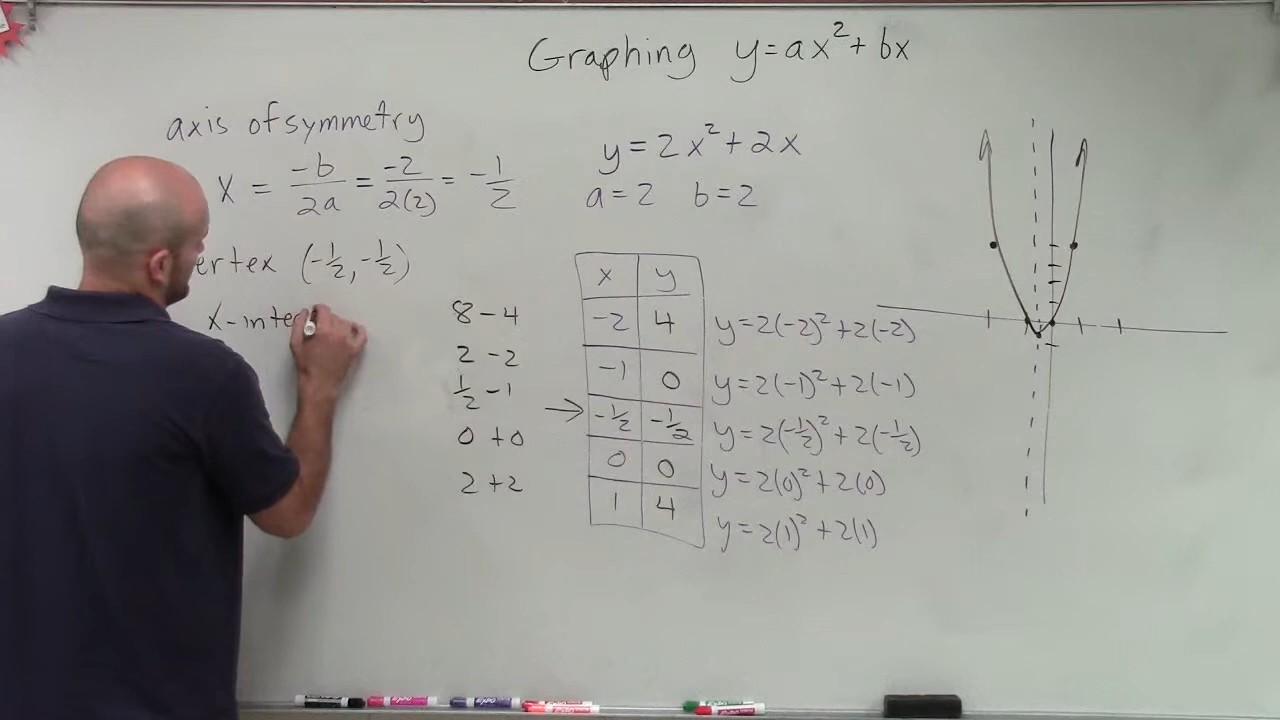 Graphing y=ax²+bx
axis of symmetry
x = -b/2a = -2/2(2) = -1/2
ertex (-1/2, -1/2)
x-inte
y=2x²+2x
a=2 b=2
8-4
2-2
1/2-1
0+0
2+2
x y
-2 4 y=2(-2)²+2(-2)
-1 0 y=2(-1)²+2(-1)
→ -1/2 -1/2 y=2(-1/2)²+2(-1/2)
0 0 y=2(0)²+2(0)
1 4 y=2(1)²+2(1)